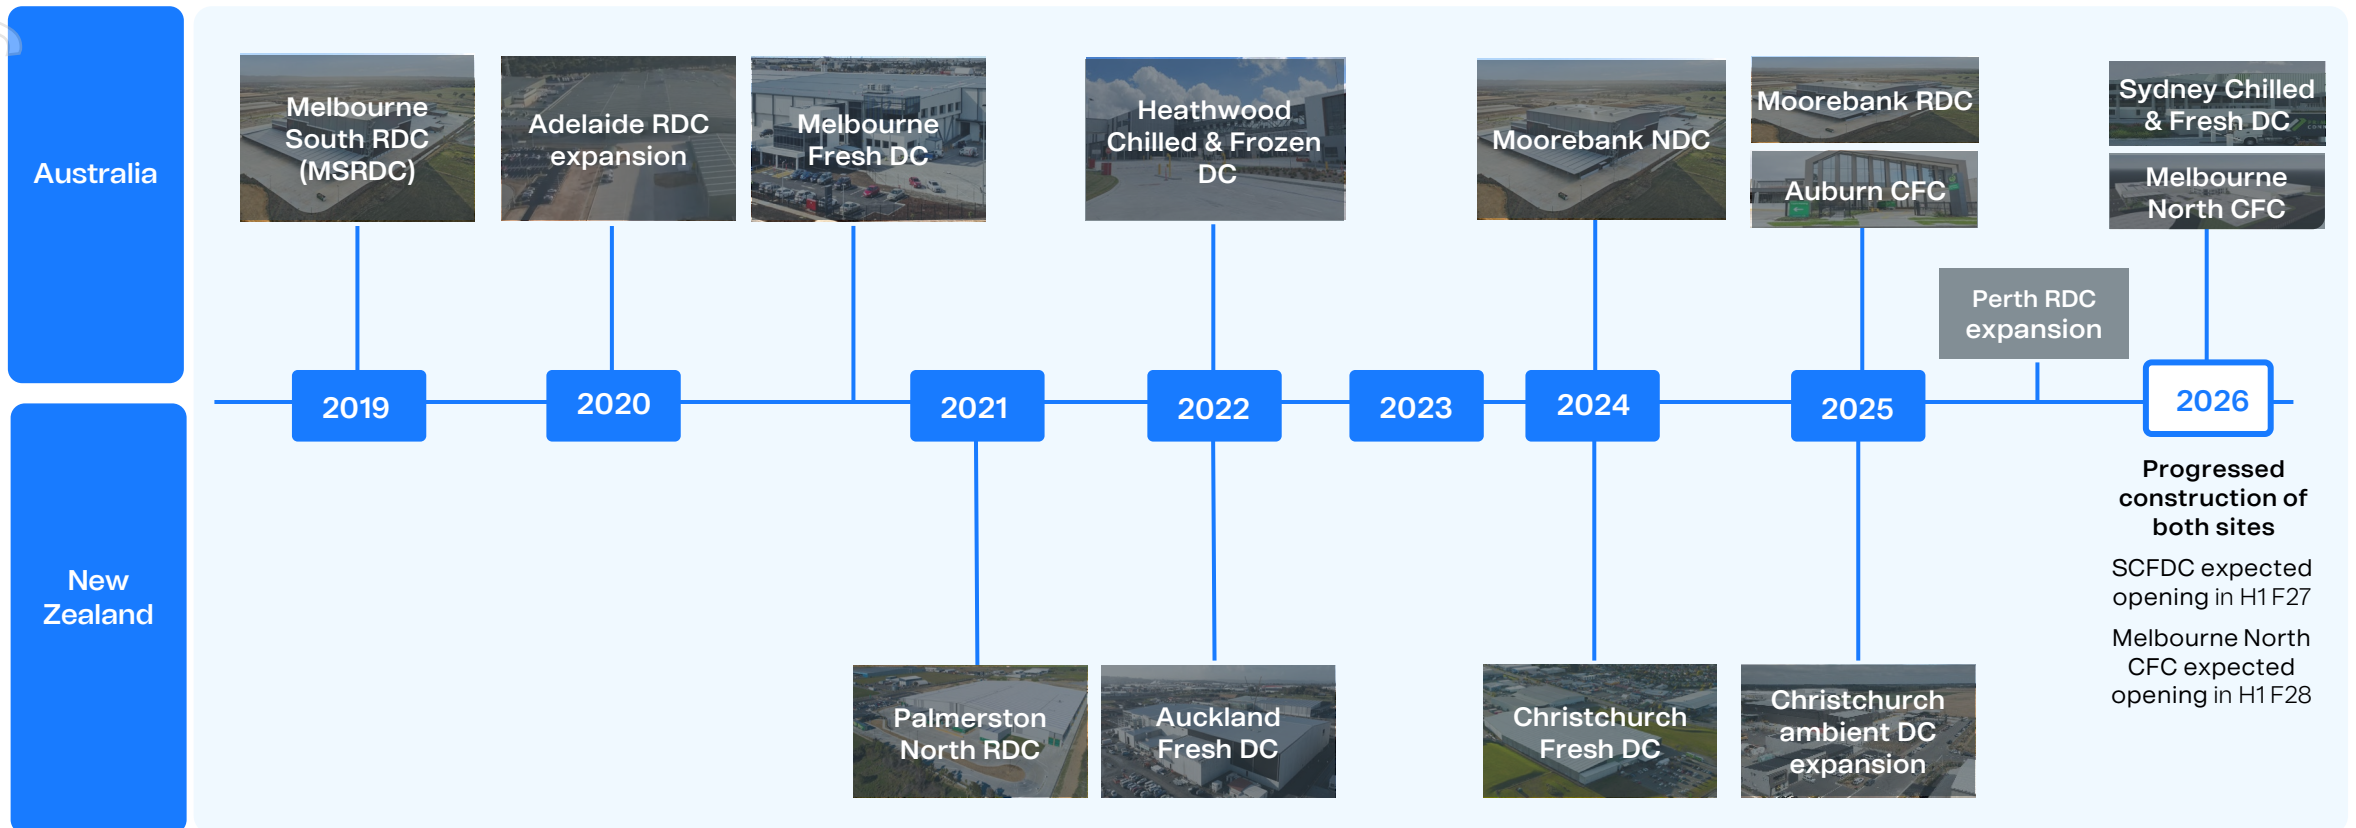 Australia
Melbourne
South RDC
(MSRDC)
Adelaide RDC
expansion
Melbourne
Fresh DC
Heathwood
Chilled & Frozen
DC
Moorebank NDC
Moorebank RDC
Auburn CFC
Perth RDC
expansion
Sydney Chilled
& Fresh DC
Melbourne
North CFC
2019
2020
2021
2022
2023
2024
2025
2026
Progressed
construction of
both sites
SCFDC expected
opening in H1 F27
Melbourne North
CFC expected
opening in H1 F28
New
Zealand
Palmerston
North RDC
Auckland
Fresh DC
Christchurch
Fresh DC
Christchurch
ambient DC
expansion